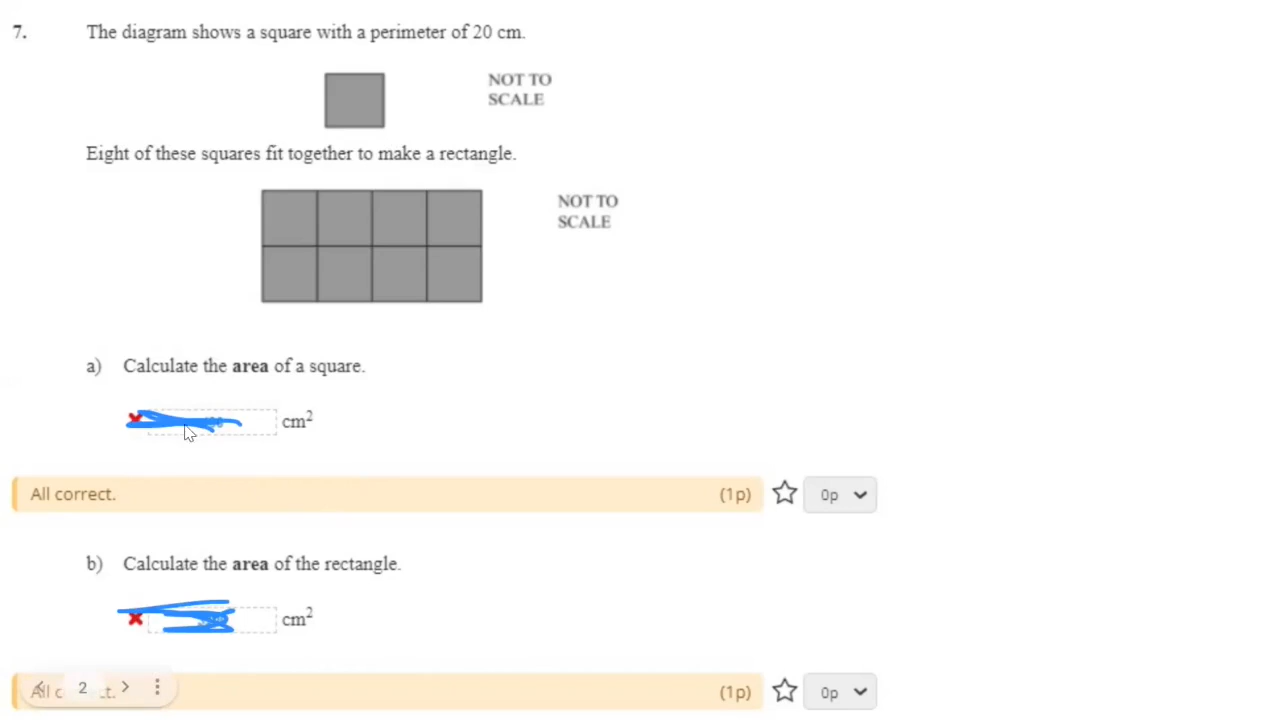 7. The diagram shows a square with a perimeter of 20 cm.
NOT TO
SCALE
Eight of these squares fit together to make a rectangle.
NOT TO
SCALE
a) Calculate the area of a square.
cm²
All correct. (1p) 0p
b) Calculate the area of the rectangle.
cm²
All c t. 2 (1p) 0p